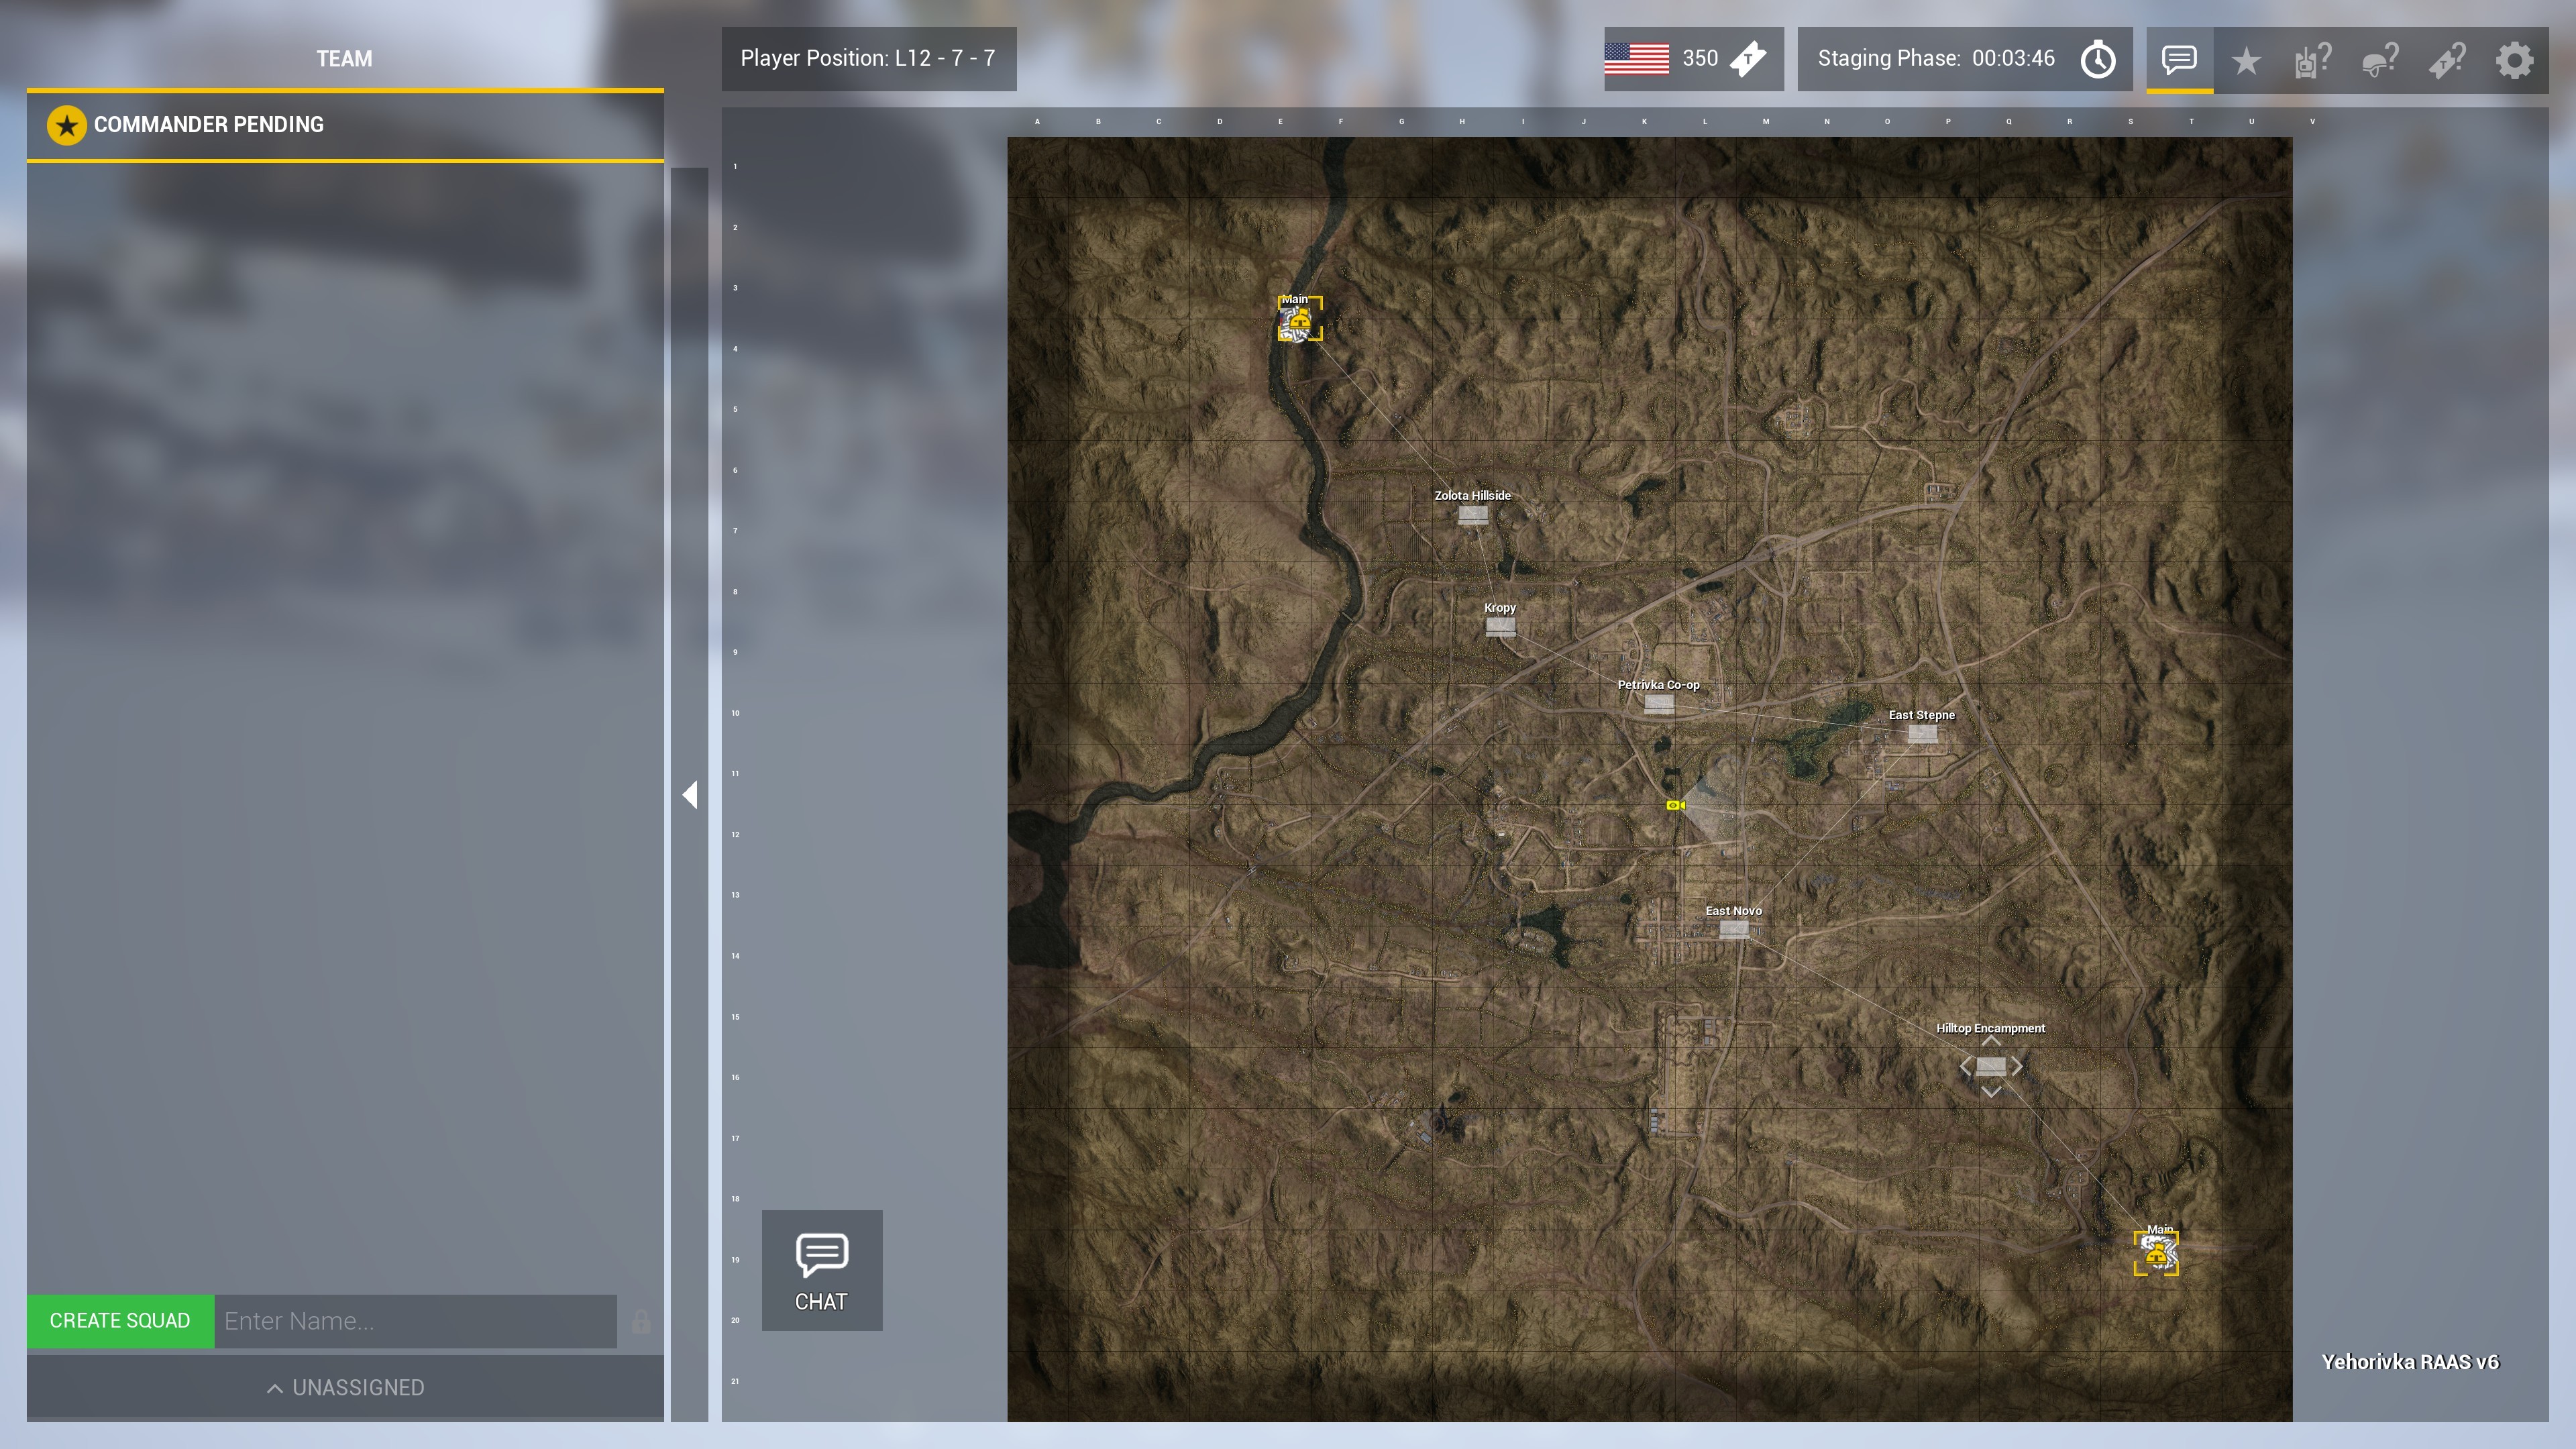 TEAM
Player Position: L12 - 7 - 7
350
T
Staging Phase: 00:03:46
COMMANDER PENDING
A B C D E F G H I J K L M N O P Q R S T U V
1
2
3
Main
4
5
6
Zolota Hillside
7
8
Kropy
9
Petrivka Co-op
10
East Stepne
11
12
13
East Novo
14
15
Hilltop Encampment
16
17
18
Main
19
CHAT
20
CREATE SQUAD
Enter Name...
Yehorivka RAAS v6
21
UNASSIGNED